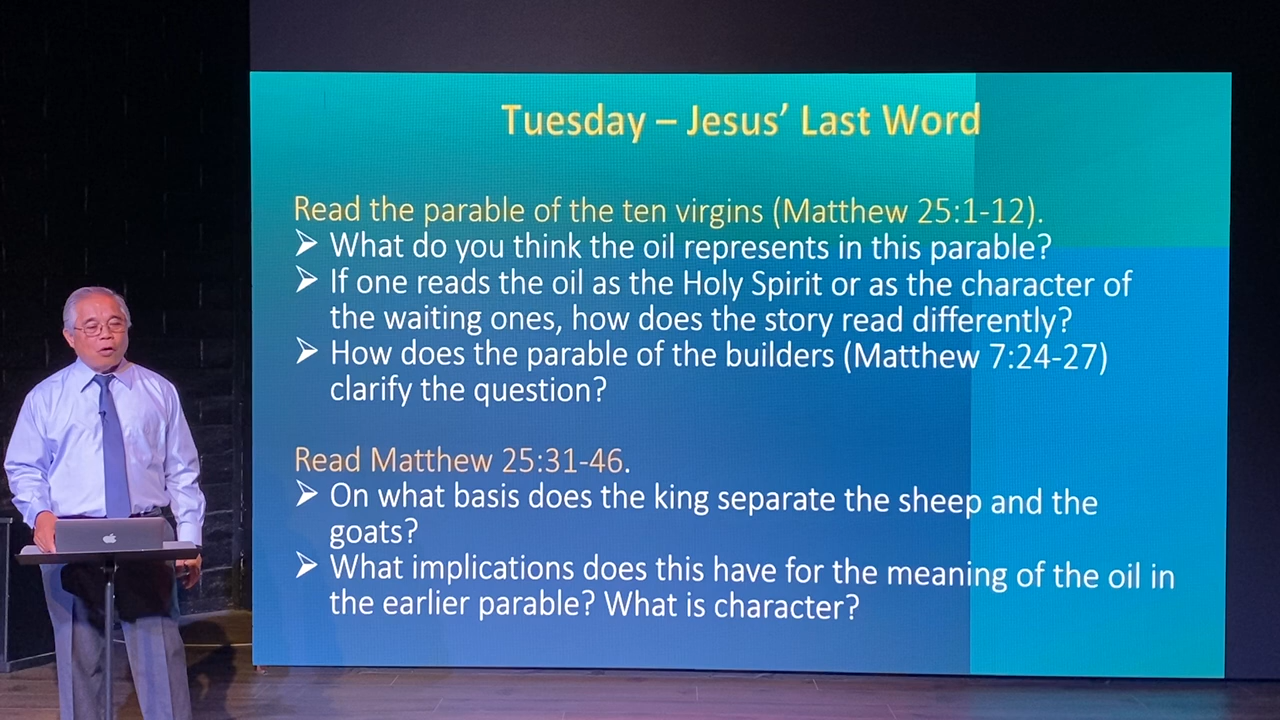 Tuesday – Jesus’ Last Word
Read the parable of the ten virgins (Matthew 25:1-12).
➢ What do you think the oil represents in this parable?
➢ If one reads the oil as the Holy Spirit or as the character of
the waiting ones, how does the story read differently?
➢ How does the parable of the builders (Matthew 7:24-27)
clarify the question?
Read Matthew 25:31-46.
➢ On what basis does the king separate the sheep and the
goats?
➢ What implications does this have for the meaning of the oil in
the earlier parable? What is character?